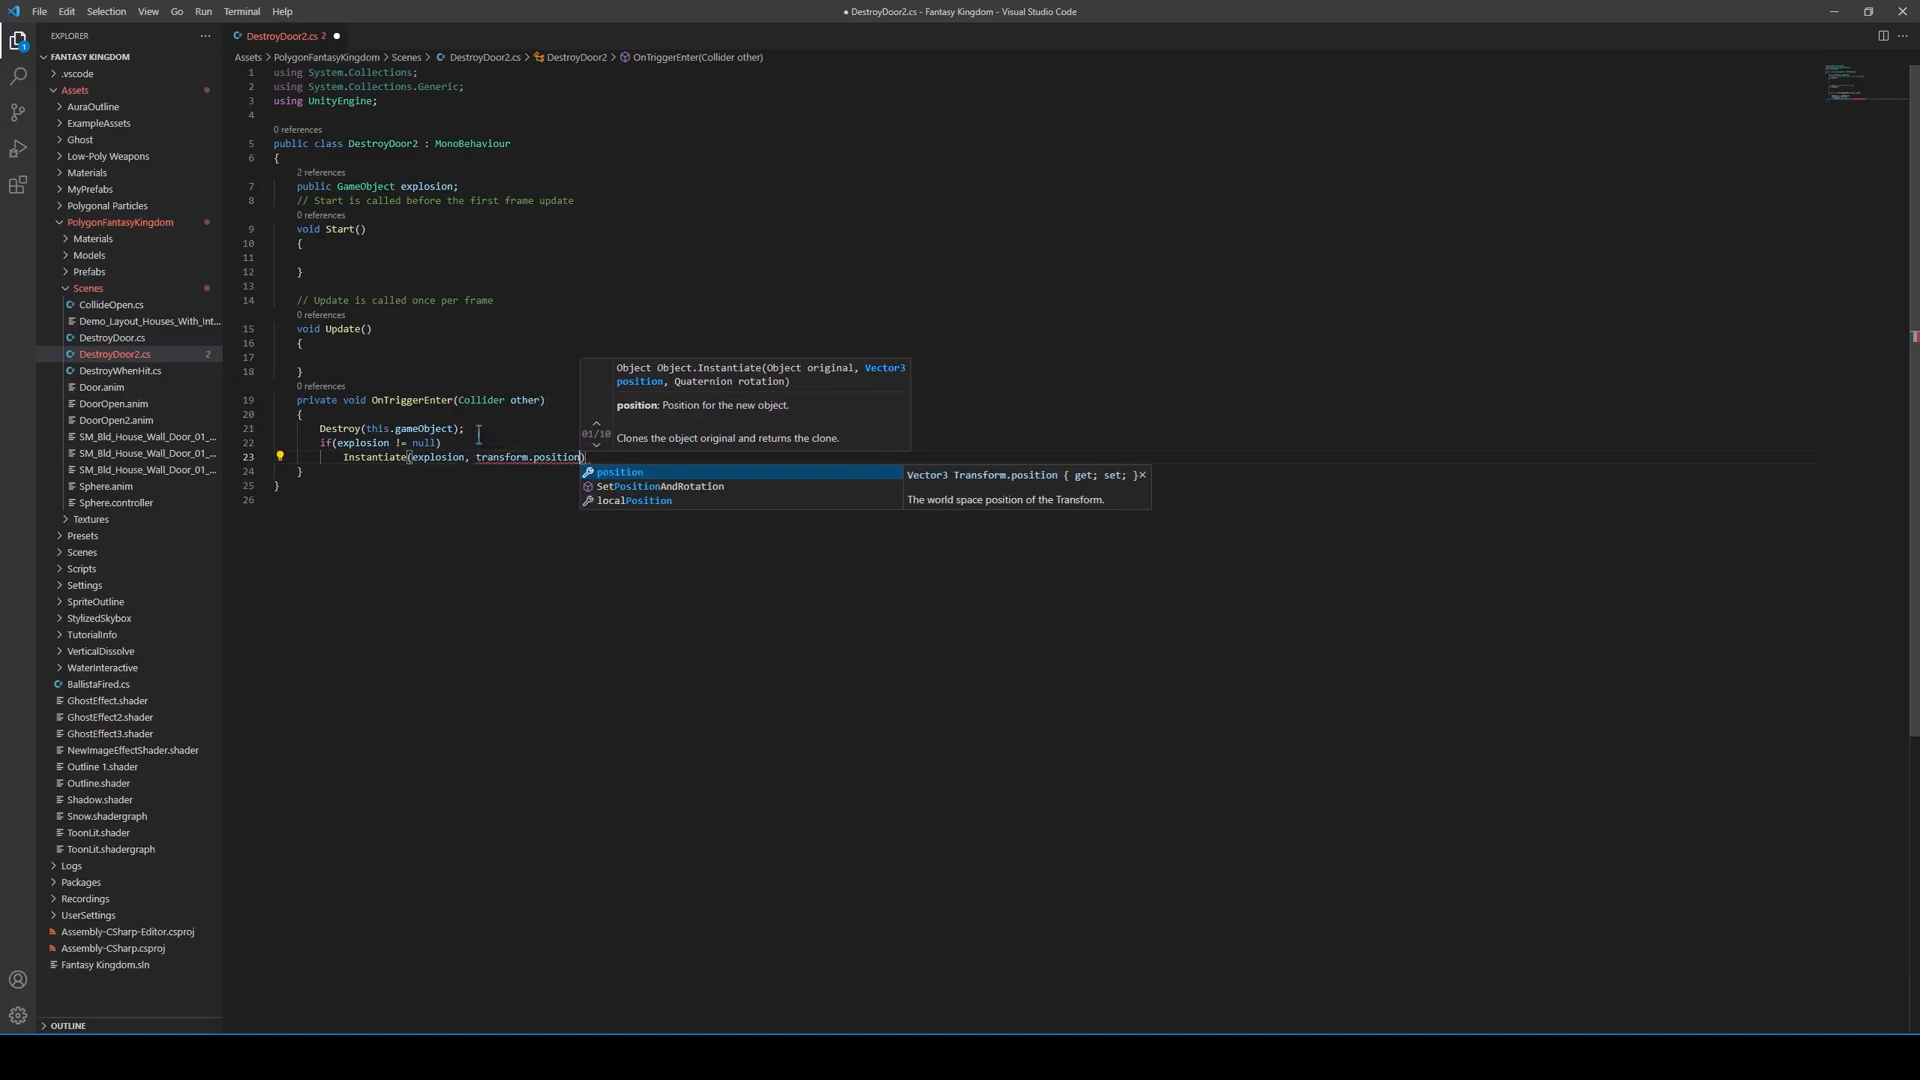 File Edit Selection View Go Run Terminal Help
● DestroyDoor2.cs - Fantasy Kingdom - Visual Studio Code
EXPLORER
FANTASY KINGDOM
.vscode
Assets
AuraOutline
ExampleAssets
Ghost
Low-Poly Weapons
Materials
MyPrefabs
Polygonal Particles
PolygonFantasyKingdom
Materials
Models
Prefabs
Scenes
CollideOpen.cs
Demo_Layout_Houses_With_Int...
DestroyDoor.cs
DestroyDoor2.cs 2
DestroyWhenHit.cs
Door.anim
DoorOpen.anim
DoorOpen2.anim
SM_Bld_House_Wall_Door_01_...
SM_Bld_House_Wall_Door_01_...
SM_Bld_House_Wall_Door_01_...
Sphere.anim
Sphere.controller
Textures
Presets
Scenes
Scripts
Settings
SpriteOutline
StylizedSkybox
TutorialInfo
VerticalDissolve
WaterInteractive
BallistaFired.cs
GhostEffect.shader
GhostEffect2.shader
GhostEffect3.shader
NewImageEffectShader.shader
Outline 1.shader
Outline.shader
Shadow.shader
Snow.shadergraph
ToonLit.shader
ToonLit.shadergraph
Logs
Packages
Recordings
UserSettings
Assembly-CSharp-Editor.csproj
Assembly-CSharp.csproj
Fantasy Kingdom.sln
OUTLINE
1
DestroyDoor2.cs 2 ●
Assets > PolygonFantasyKingdom > Scenes > DestroyDoor2.cs > DestroyDoor2 > OnTriggerEnter(Collider other)
1 using System.Collections;
2 using System.Collections.Generic;
3 using UnityEngine;
4
0 references
5 public class DestroyDoor2 : MonoBehaviour
6 {
2 references
7 public GameObject explosion;
8 // Start is called before the first frame update
0 references
9 void Start()
10 {
11
12 }
13
14 // Update is called once per frame
0 references
15 void Update()
16 {
17
18 }
0 references
19 private void OnTriggerEnter(Collider other)
20 {
21 Destroy(this.gameObject);
22 if(explosion != null)
23 Instantiate(explosion, transform.position)
24 }
25 }
26
Object Object.Instantiate(Object original, Vector3
position, Quaternion rotation)
position: Position for the new object.
01/10
Clones the object original and returns the clone.
position
SetPositionAndRotation
localPosition
Vector3 Transform.position { get; set; }
The world space position of the Transform.